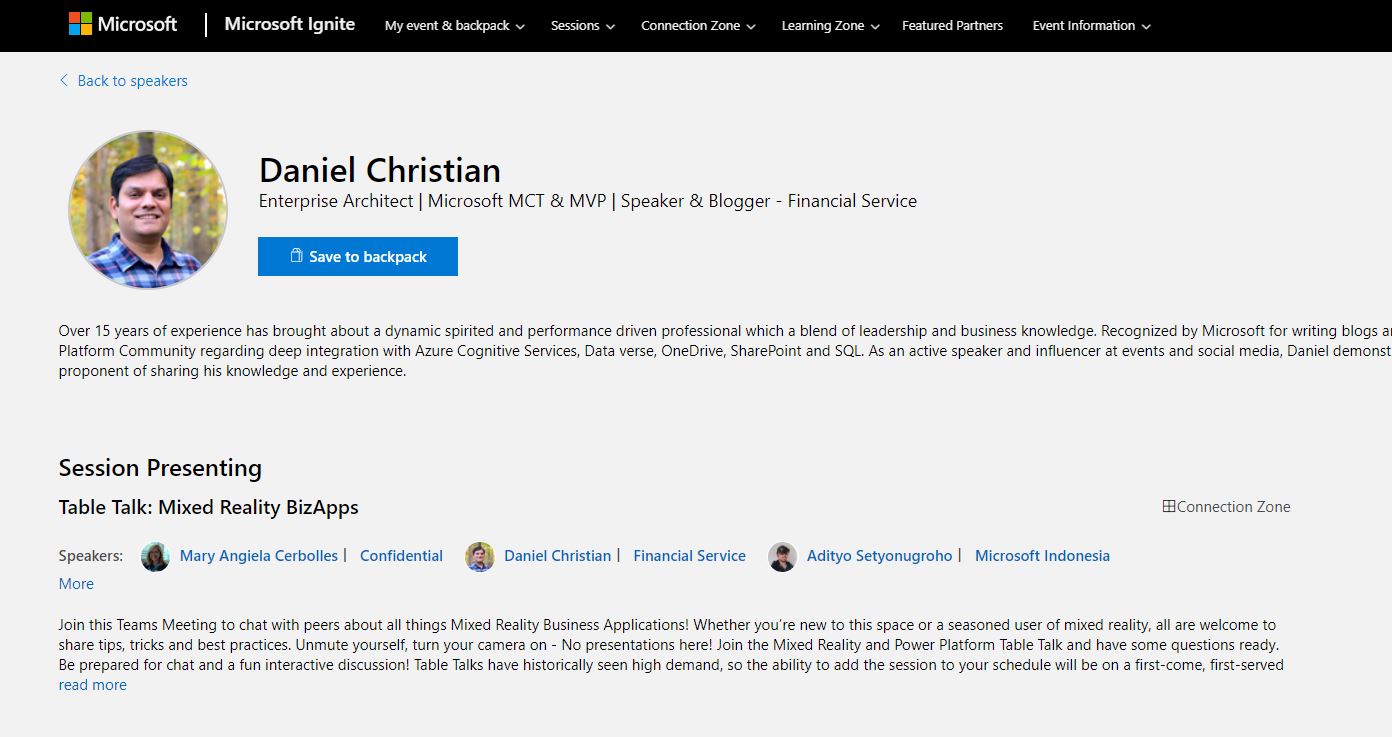 Microsoft | Microsoft Ignite My event & backpack Sessions Connection Zone Learning Zone Featured Partners Event Information
Back to speakers
Daniel Christian
Enterprise Architect | Microsoft MCT & MVP | Speaker & Blogger - Financial Service
Save to backpack
Over 15 years of experience has brought about a dynamic spirited and performance driven professional which a blend of leadership and business knowledge. Recognized by Microsoft for writing blogs
Platform Community regarding deep integration with Azure Cognitive Services, Data verse, OneDrive, SharePoint and SQL. As an active speaker and influencer at events and social media, Daniel
proponent of sharing his knowledge and experience.
Session Presenting
Table Talk: Mixed Reality BizApps
Connection Zone
Speakers: Mary Angiela Cerbolles | Confidential Daniel Christian | Financial Service Adityo Setyonugroho | Microsoft Indonesia
More
Join this Teams Meeting to chat with peers about all things Mixed Reality Business Applications! Whether you’re new to this space or a seasoned user of mixed reality, all are welcome to
share tips, tricks and best practices. Unmute yourself, turn your camera on - No presentations here! Join the Mixed Reality and Power Platform Table Talk and have some questions ready.
Be prepared for chat and a fun interactive discussion! Table Talks have historically seen high demand, so the ability to add the session to your schedule will be on a first-come, first-served
read more